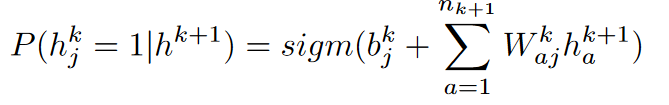 $P(h_j^k = 1|h^{k+1}) = sigm(b_j^k + \sum_{a=1}^{n_{k+1}} W_{aj}^k h_a^{k+1})$